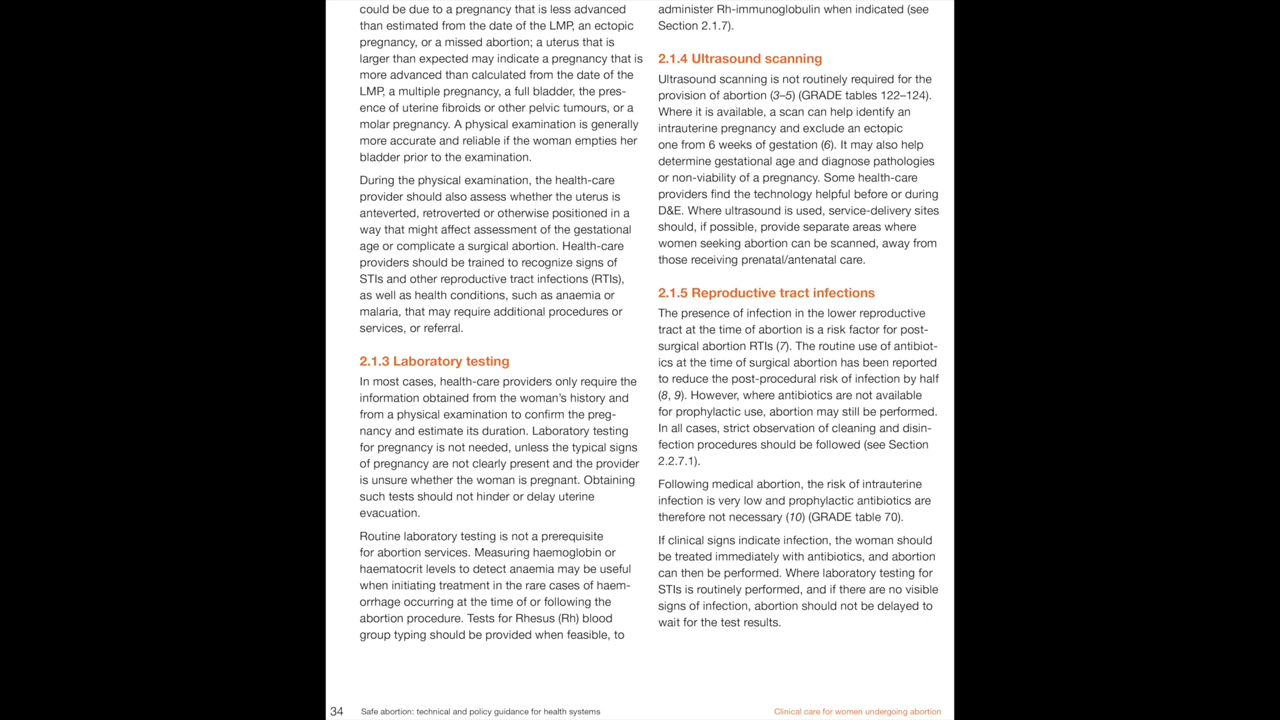 could be due to a pregnancy that is less advanced
than estimated from the date of the LMP, an ectopic
pregnancy, or a missed abortion; a uterus that is
larger than expected may indicate a pregnancy that is
more advanced than calculated from the date of the
LMP, a multiple pregnancy, a full bladder, the pres-
ence of uterine fibroids or other pelvic tumours, or a
molar pregnancy. A physical examination is generally
more accurate and reliable if the woman empties her
bladder prior to the examination.
During the physical examination, the health-care
provider should also assess whether the uterus is
anteverted, retroverted or otherwise positioned in a
way that might affect assessment of the gestational
age or complicate a surgical abortion. Health-care
providers should be trained to recognize signs of
STIs and other reproductive tract infections (RTIs),
as well as health conditions, such as anaemia or
malaria, that may require additional procedures or
services, or referral.
2.1.3 Laboratory testing
In most cases, health-care providers only require the
information obtained from the woman's history and
from a physical examination to confirm the preg-
nancy and estimate its duration. Laboratory testing
for pregnancy is not needed, unless the typical signs
of pregnancy are not clearly present and the provider
is unsure whether the woman is pregnant. Obtaining
such tests should not hinder or delay uterine
evacuation.
Routine laboratory testing is not a prerequisite
for abortion services. Measuring haemoglobin or
haematocrit levels to detect anaemia may be useful
when initiating treatment in the rare cases of haem-
orrhage occurring at the time of or following the
abortion procedure. Tests for Rhesus (Rh) blood
group typing should be provided when feasible, to
administer Rh-immunoglobulin when indicated (see
Section 2.1.7).
2.1.4 Ultrasound scanning
Ultrasound scanning is not routinely required for the
provision of abortion (3–5) (GRADE tables 122–124).
Where it is available, a scan can help identify an
intrauterine pregnancy and exclude an ectopic
one from 6 weeks of gestation (6). It may also help
determine gestational age and diagnose pathologies
or non-viability of a pregnancy. Some health-care
providers find the technology helpful before or during
D&E. Where ultrasound is used, service-delivery sites
should, if possible, provide separate areas where
women seeking abortion can be scanned, away from
those receiving prenatal/antenatal care.
2.1.5 Reproductive tract infections
The presence of infection in the lower reproductive
tract at the time of abortion is a risk factor for post-
surgical abortion RTIs (7). The routine use of antibiot-
ics at the time of surgical abortion has been reported
to reduce the post-procedural risk of infection by half
(8, 9). However, where antibiotics are not available
for prophylactic use, abortion may still be performed.
In all cases, strict observation of cleaning and disin-
fection procedures should be followed (see Section
2.2.7.1).
Following medical abortion, the risk of intrauterine
infection is very low and prophylactic antibiotics are
therefore not necessary (10) (GRADE table 70).
If clinical signs indicate infection, the woman should
be treated immediately with antibiotics, and abortion
can then be performed. Where laboratory testing for
STIs is routinely performed, and if there are no visible
signs of infection, abortion should not be delayed to
wait for the test results.
34 Safe abortion: technical and policy guidance for health systems
Clinical care for women undergoing abortion